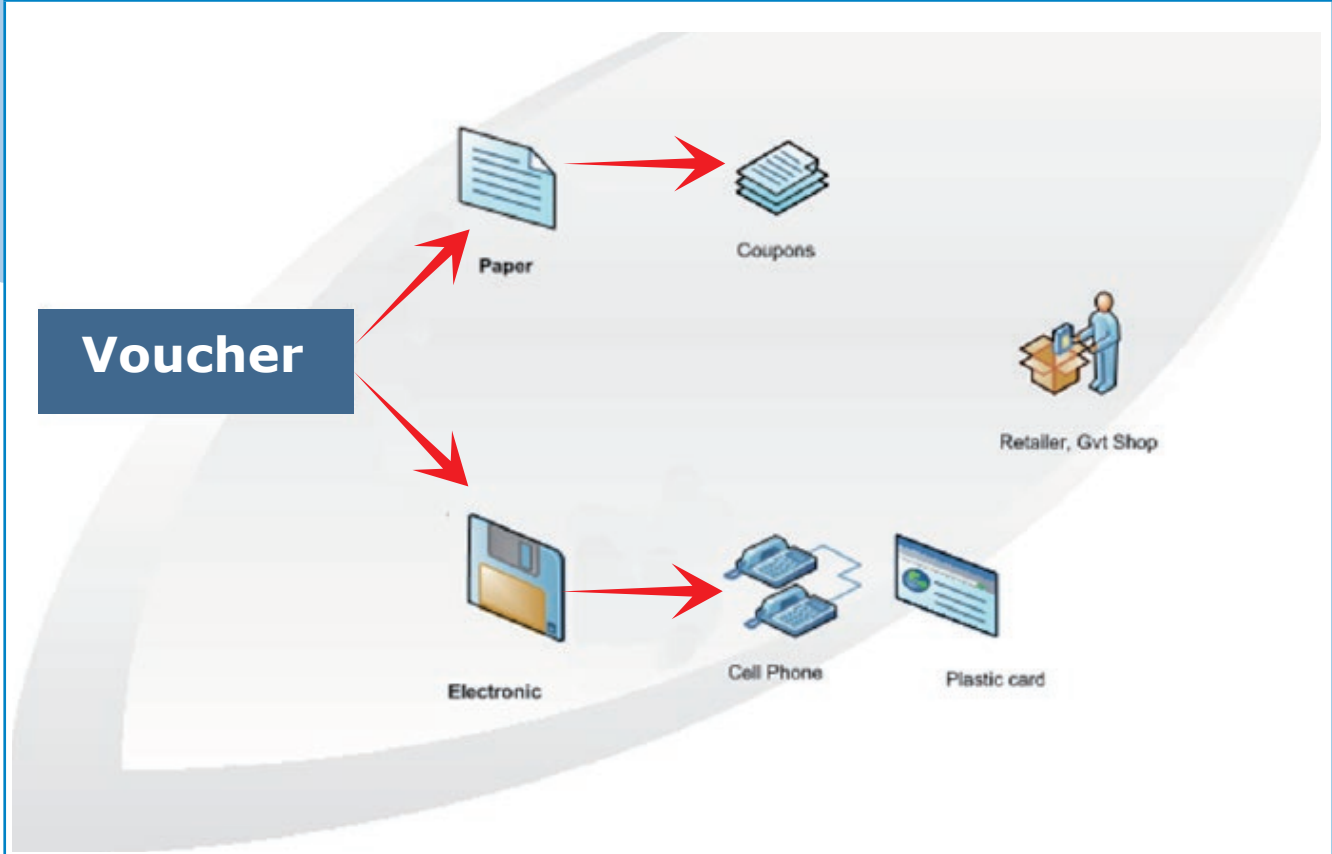 Paper
Coupons
Voucher
Retailer, Gvt Shop
Electronic
Cell Phone
Plastic card